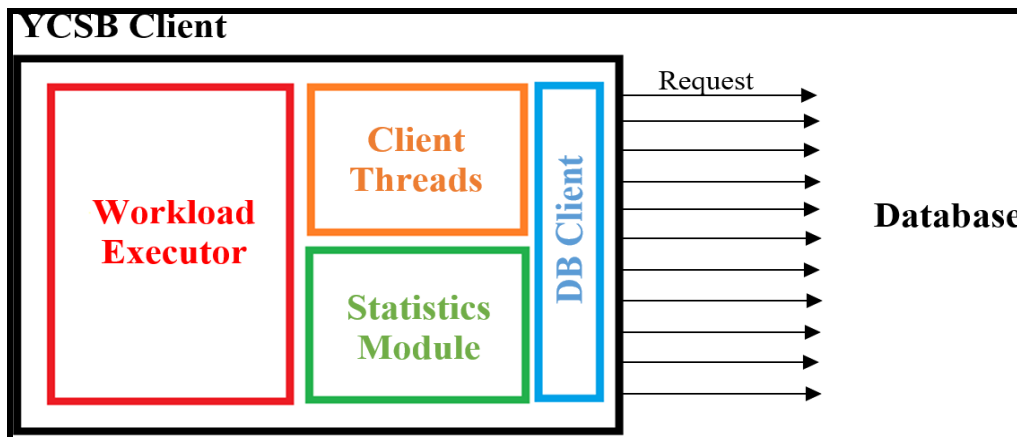 YCSB Client
Request
Client
Threads
Workload
Executor
DB Client
Database
Statistics
Module